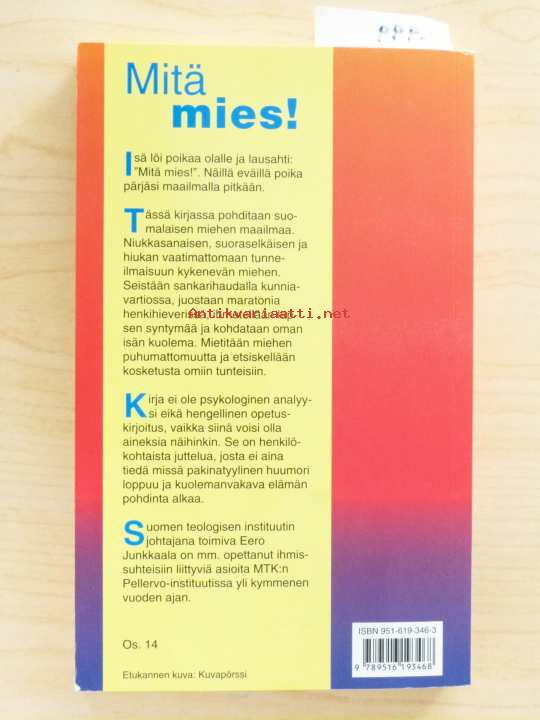 Mitä
mies!
Isä löi poikaa olalle ja lausahti:
"Mitä mies!". Näillä eväillä poika
pärjäsi maailmalla pitkään.
Tässä kirjassa pohditaan suo-
malaisen miehen maailmaa.
Niukkasanaisen, suoraselkäisen ja
hiukan vaatimattomaan tunne-
ilmaisuun kykenevän miehen.
Seistään sankarihaudalla kunnia-
vartiossa, juostaan maratonia
Antikvariaatti.net
sen syntymää ja kohdataan oman
isän kuolema. Mietitään miehen
puhumattomuutta ja etsiskellään
kosketusta omiin tunteisiin.
Kirja ei ole psykologinen analyy-
si eikä hengellinen opetus-
kirjoitus, vaikka siinä voisi olla
aineksia näihinkin. Se on henkilö-
kohtaista juttelua, josta ei aina
tiedä missä pakinatyylinen huumori
loppuu ja kuolemanvakava elämän
pohdinta alkaa.
Suomen teologisen instituutin
johtajana toimiva Eero
Junkkaala on mm. opettanut ihmis-
suhteisiin liittyviä asioita MTK:n
Pellervo-instituutissa yli kymmenen
vuoden ajan.
Os. 14
Etukannen kuva: Kuvapörssi
ISBN 951-619-346-3
9 789516 193468